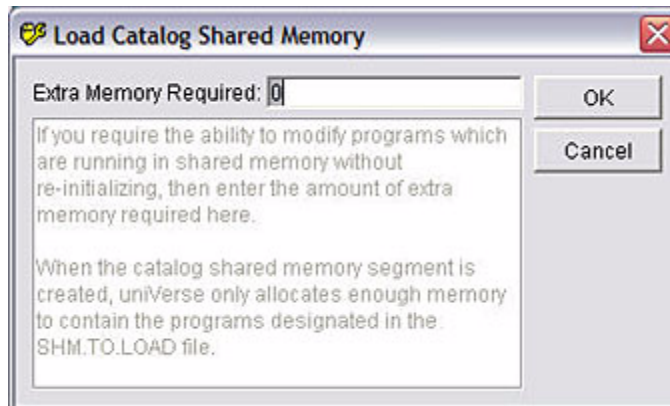 Load Catalog Shared Memory
Extra Memory Required: 0
OK
If you require the ability to modify programs which
are running in shared memory without
re-initializing, then enter the amount of extra
memory required here.
Cancel
When the catalog shared memory segment is
created, uniVerse only allocates enough memory
to contain the programs designated in the
SHM.TO.LOAD file.